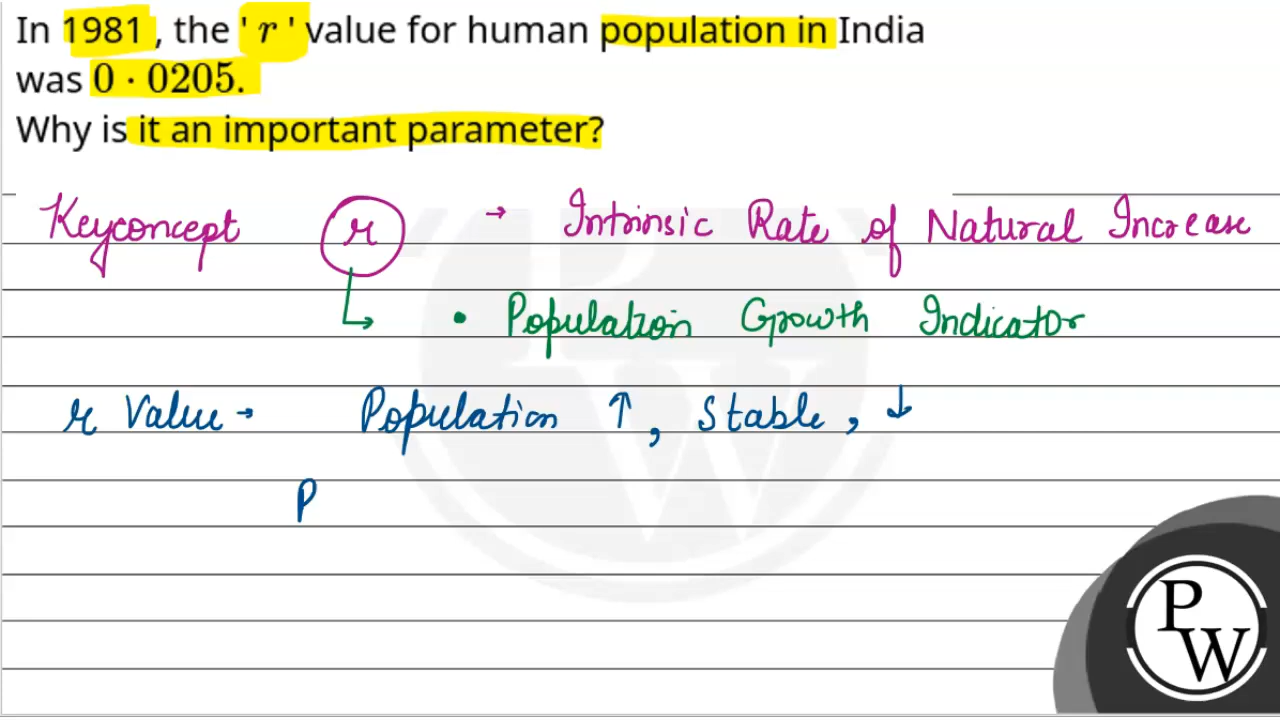 In 1981, the 'r' value for human population in India
was 0·0205.
Why is it an important parameter?
Keyconcept r → Intrinsic Rate of Natural Increase
• Population Growth Indicator
r Value → Population ↑, Stable, ↓
P
PW
PW